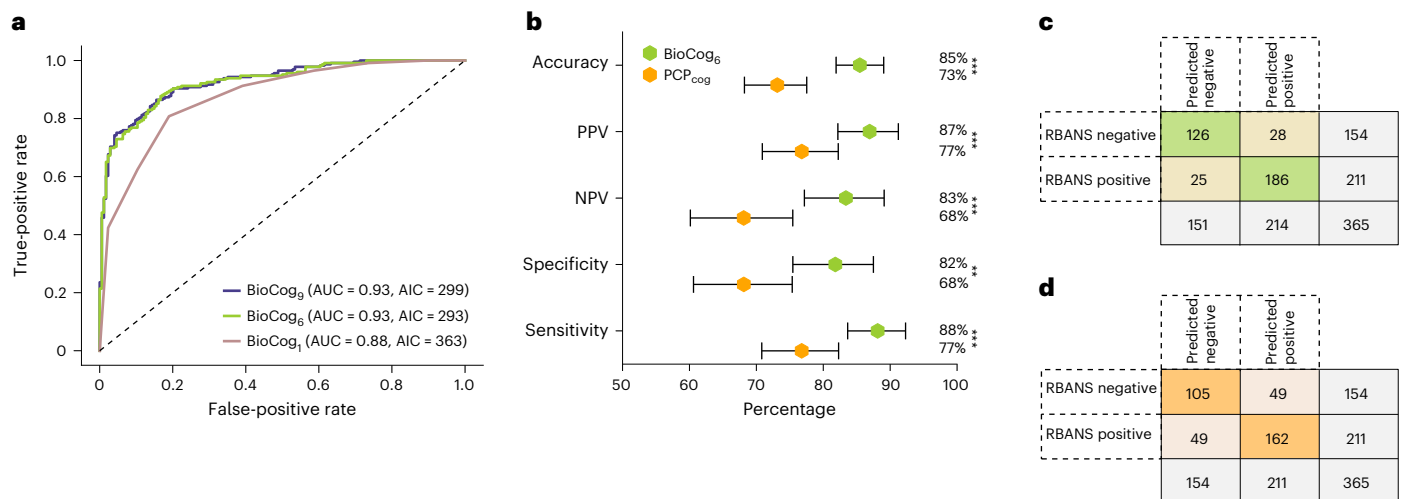 a
1.0
0.8
0.6
0.4
0.2
0
True-positive rate
0
0.2
0.4
0.6
0.8
1.0
False-positive rate
BioCog9 (AUC = 0.93, AIC = 299)
BioCog6 (AUC = 0.93, AIC = 293)
BioCog1 (AUC = 0.88, AIC = 363)
b
BioCog6
PCPcog
Accuracy
85%
73%
***
PPV
87%
77%
***
NPV
83%
68%
***
Specificity
82%
68%
**
Sensitivity
88%
77%
***
50
60
70
80
90
100
Percentage
c
Predicted
negative
Predicted
positive
RBANS negative
126
28
154
RBANS positive
25
186
211
151
214
365
d
Predicted
negative
Predicted
positive
RBANS negative
105
49
154
RBANS positive
49
162
211
154
211
365